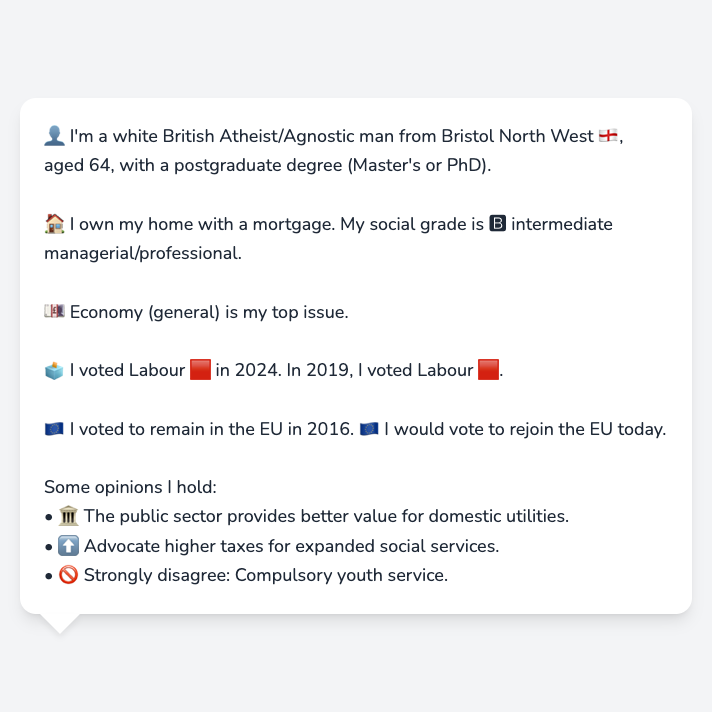 👤 I'm a white British Atheist/Agnostic man from Bristol North West 🏴󠁧󠁢󠁥󠁮󠁧󠁿,
aged 64, with a postgraduate degree (Master's or PhD).
🏠 I own my home with a mortgage. My social grade is 🅱 intermediate
managerial/professional.
💷 Economy (general) is my top issue.
🗳️ I voted Labour 🟥 in 2024. In 2019, I voted Labour 🟥.
🇪🇺 I voted to remain in the EU in 2016. 🇪🇺 I would vote to rejoin the EU today.
Some opinions I hold:
• 🏛️ The public sector provides better value for domestic utilities.
• ⬆️ Advocate higher taxes for expanded social services.
• 🚫 Strongly disagree: Compulsory youth service.